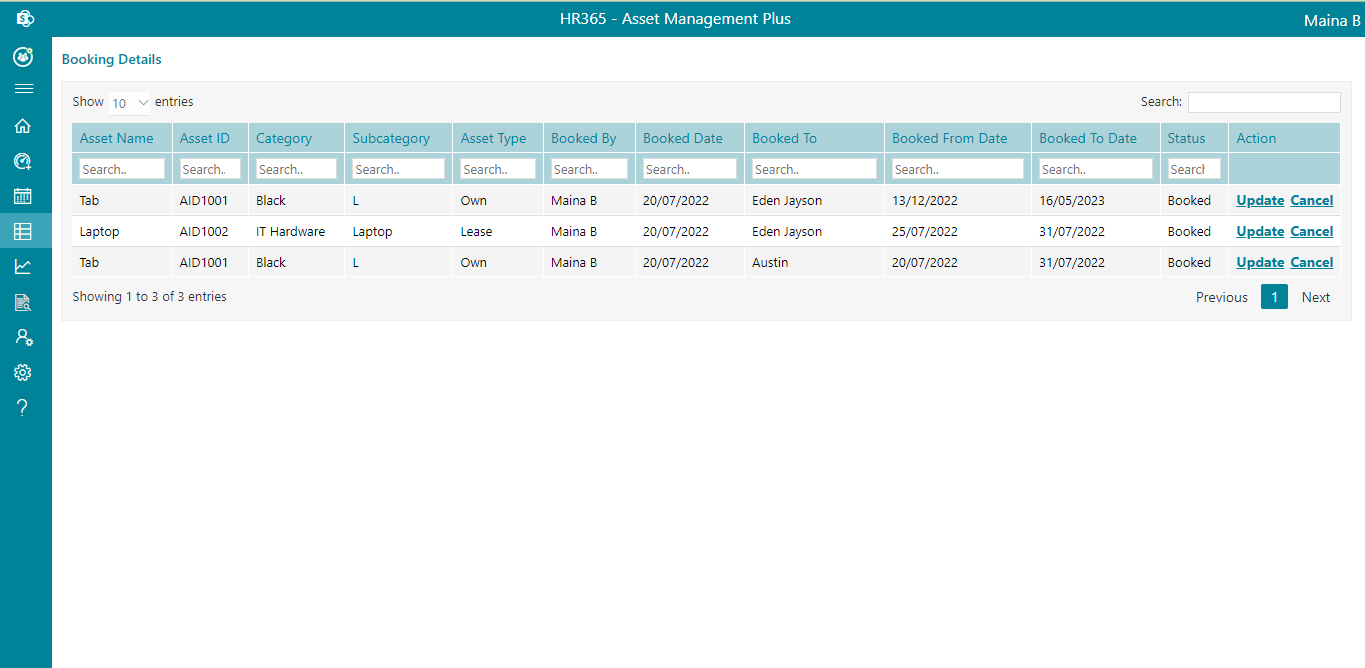 HR365 - Asset Management Plus
Maina B
Booking Details
Show 10 entries
Search:
Asset Name Asset ID Category Subcategory Asset Type Booked By Booked Date Booked To Booked From Date Booked To Date Status Action
Search.. Search.. Search.. Search.. Search.. Search.. Search.. Search.. Search.. Search.. Search
Tab AID1001 Black L Own Maina B 20/07/2022 Eden Jayson 13/12/2022 16/05/2023 Booked Update Cancel
Laptop AID1002 IT Hardware Laptop Lease Maina B 20/07/2022 Eden Jayson 25/07/2022 31/07/2022 Booked Update Cancel
Tab AID1001 Black L Own Maina B 20/07/2022 Austin 20/07/2022 31/07/2022 Booked Update Cancel
Showing 1 to 3 of 3 entries
Previous 1 Next